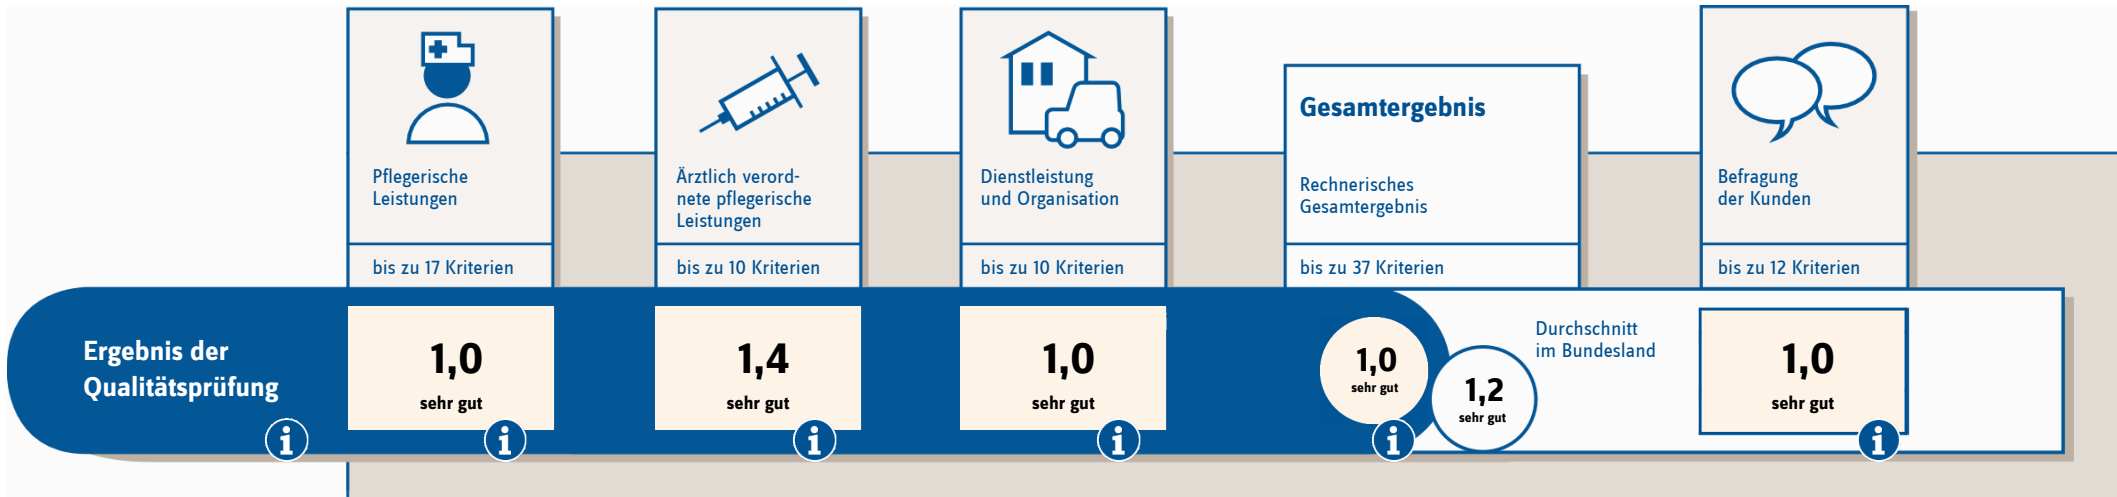 Pflegerische
Leistungen
bis zu 17 Kriterien
Ärztlich verord-
nete pflegerische
Leistungen
bis zu 10 Kriterien
Dienstleistung
und Organisation
bis zu 10 Kriterien
Gesamtergebnis
Rechnerisches
Gesamtergebnis
bis zu 37 Kriterien
Befragung
der Kunden
bis zu 12 Kriterien
Ergebnis der
Qualitätsprüfung
i
1,0
sehr gut
i
1,4
sehr gut
i
1,0
sehr gut
i
1,0
sehr gut
i
1,2
sehr gut
Durchschnitt
im Bundesland
1,0
sehr gut
i